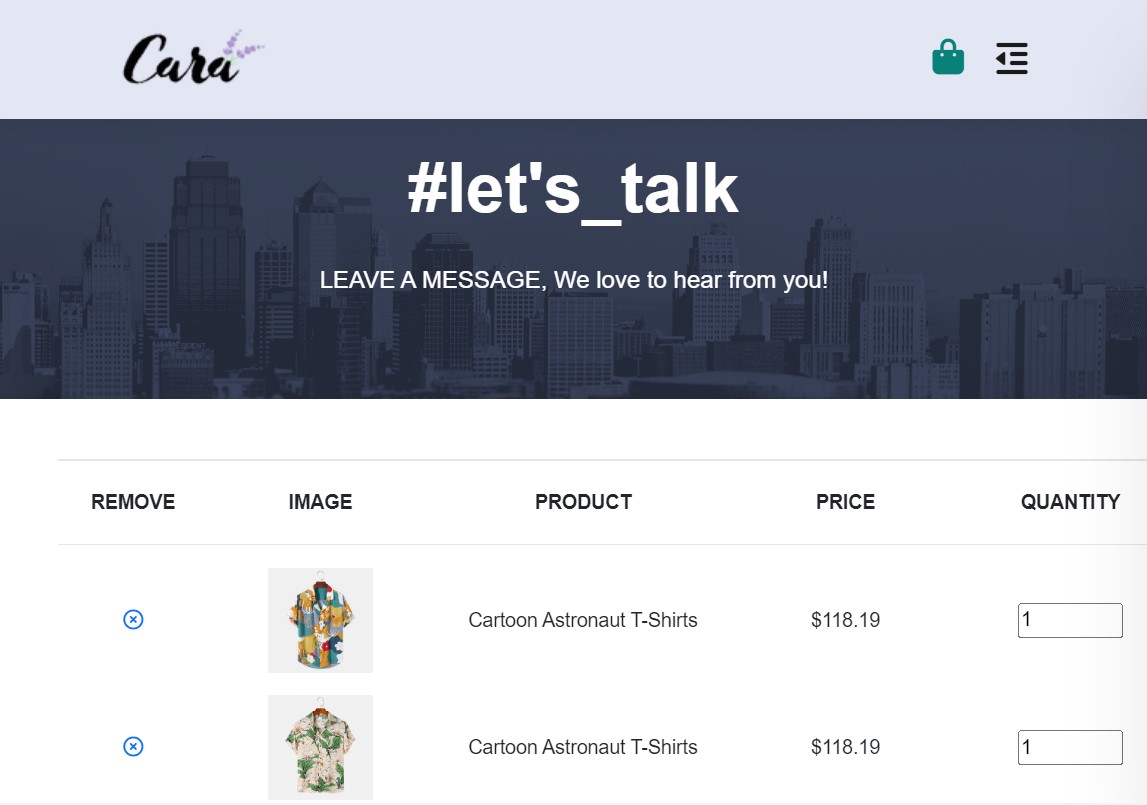 Cara
#let's_talk
LEAVE A MESSAGE, We love to hear from you!
REMOVE IMAGE PRODUCT PRICE QUANTITY
Cartoon Astronaut T-Shirts $118.19 1
Cartoon Astronaut T-Shirts $118.19 1